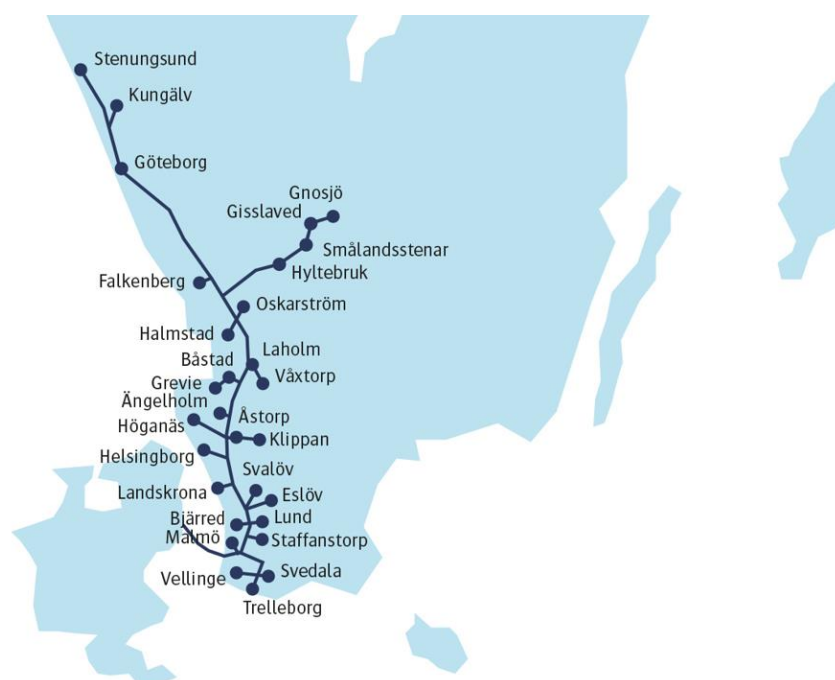 Stenungsund
Kungälv
Göteborg
Gnosjö
Gisslaved
Smålandsstenar
Hyltebruk
Falkenberg
Oskarström
Halmstad
Laholm
Båstad
Våxtorp
Grevie
Ängelholm
Åstorp
Höganäs
Klippan
Helsingborg
Svalöv
Landskrona
Eslöv
Bjärred
Lund
Malmö
Staffanstorp
Vellinge
Svedala
Trelleborg